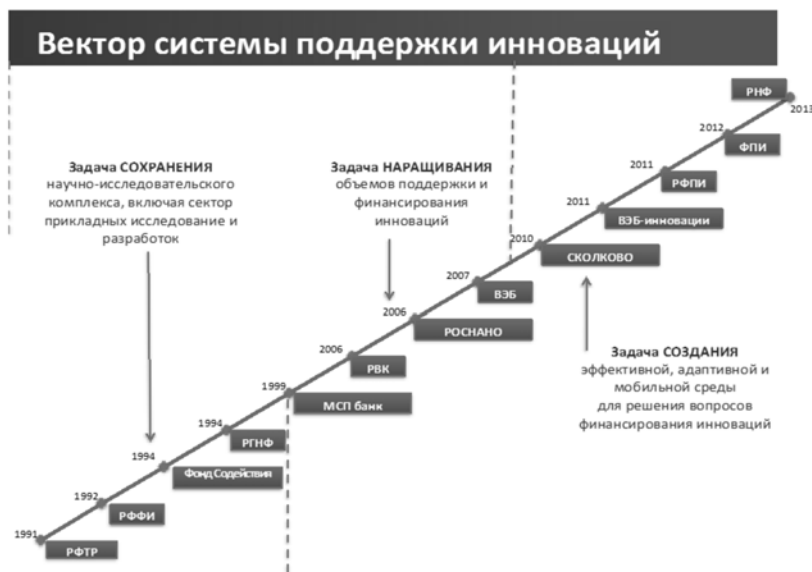 Вектор системы поддержки инноваций
РНФ
2013
2012
ФПИ
Задача СОХРАНЕНИЯ
научно-исследовательского
комплекса, включая сектор
прикладных исследование и
разработок
Задача НАРАЩИВАНИЯ
объемов поддержки и
финансирования
инноваций
2011
РФПИ
2011
ВЭБ-инновации
2010
СКОЛКОВО
2007
ВЭБ
2006
РОСНАНО
Задача СОЗДАНИЯ
эффективной, адаптивной и
мобильной среды
для решения вопросов
финансирования инноваций
2006
РВК
1999
МСП банк
1994
РГНФ
1994
Фонд Содействия
1992
РФФИ
1991
РФТР